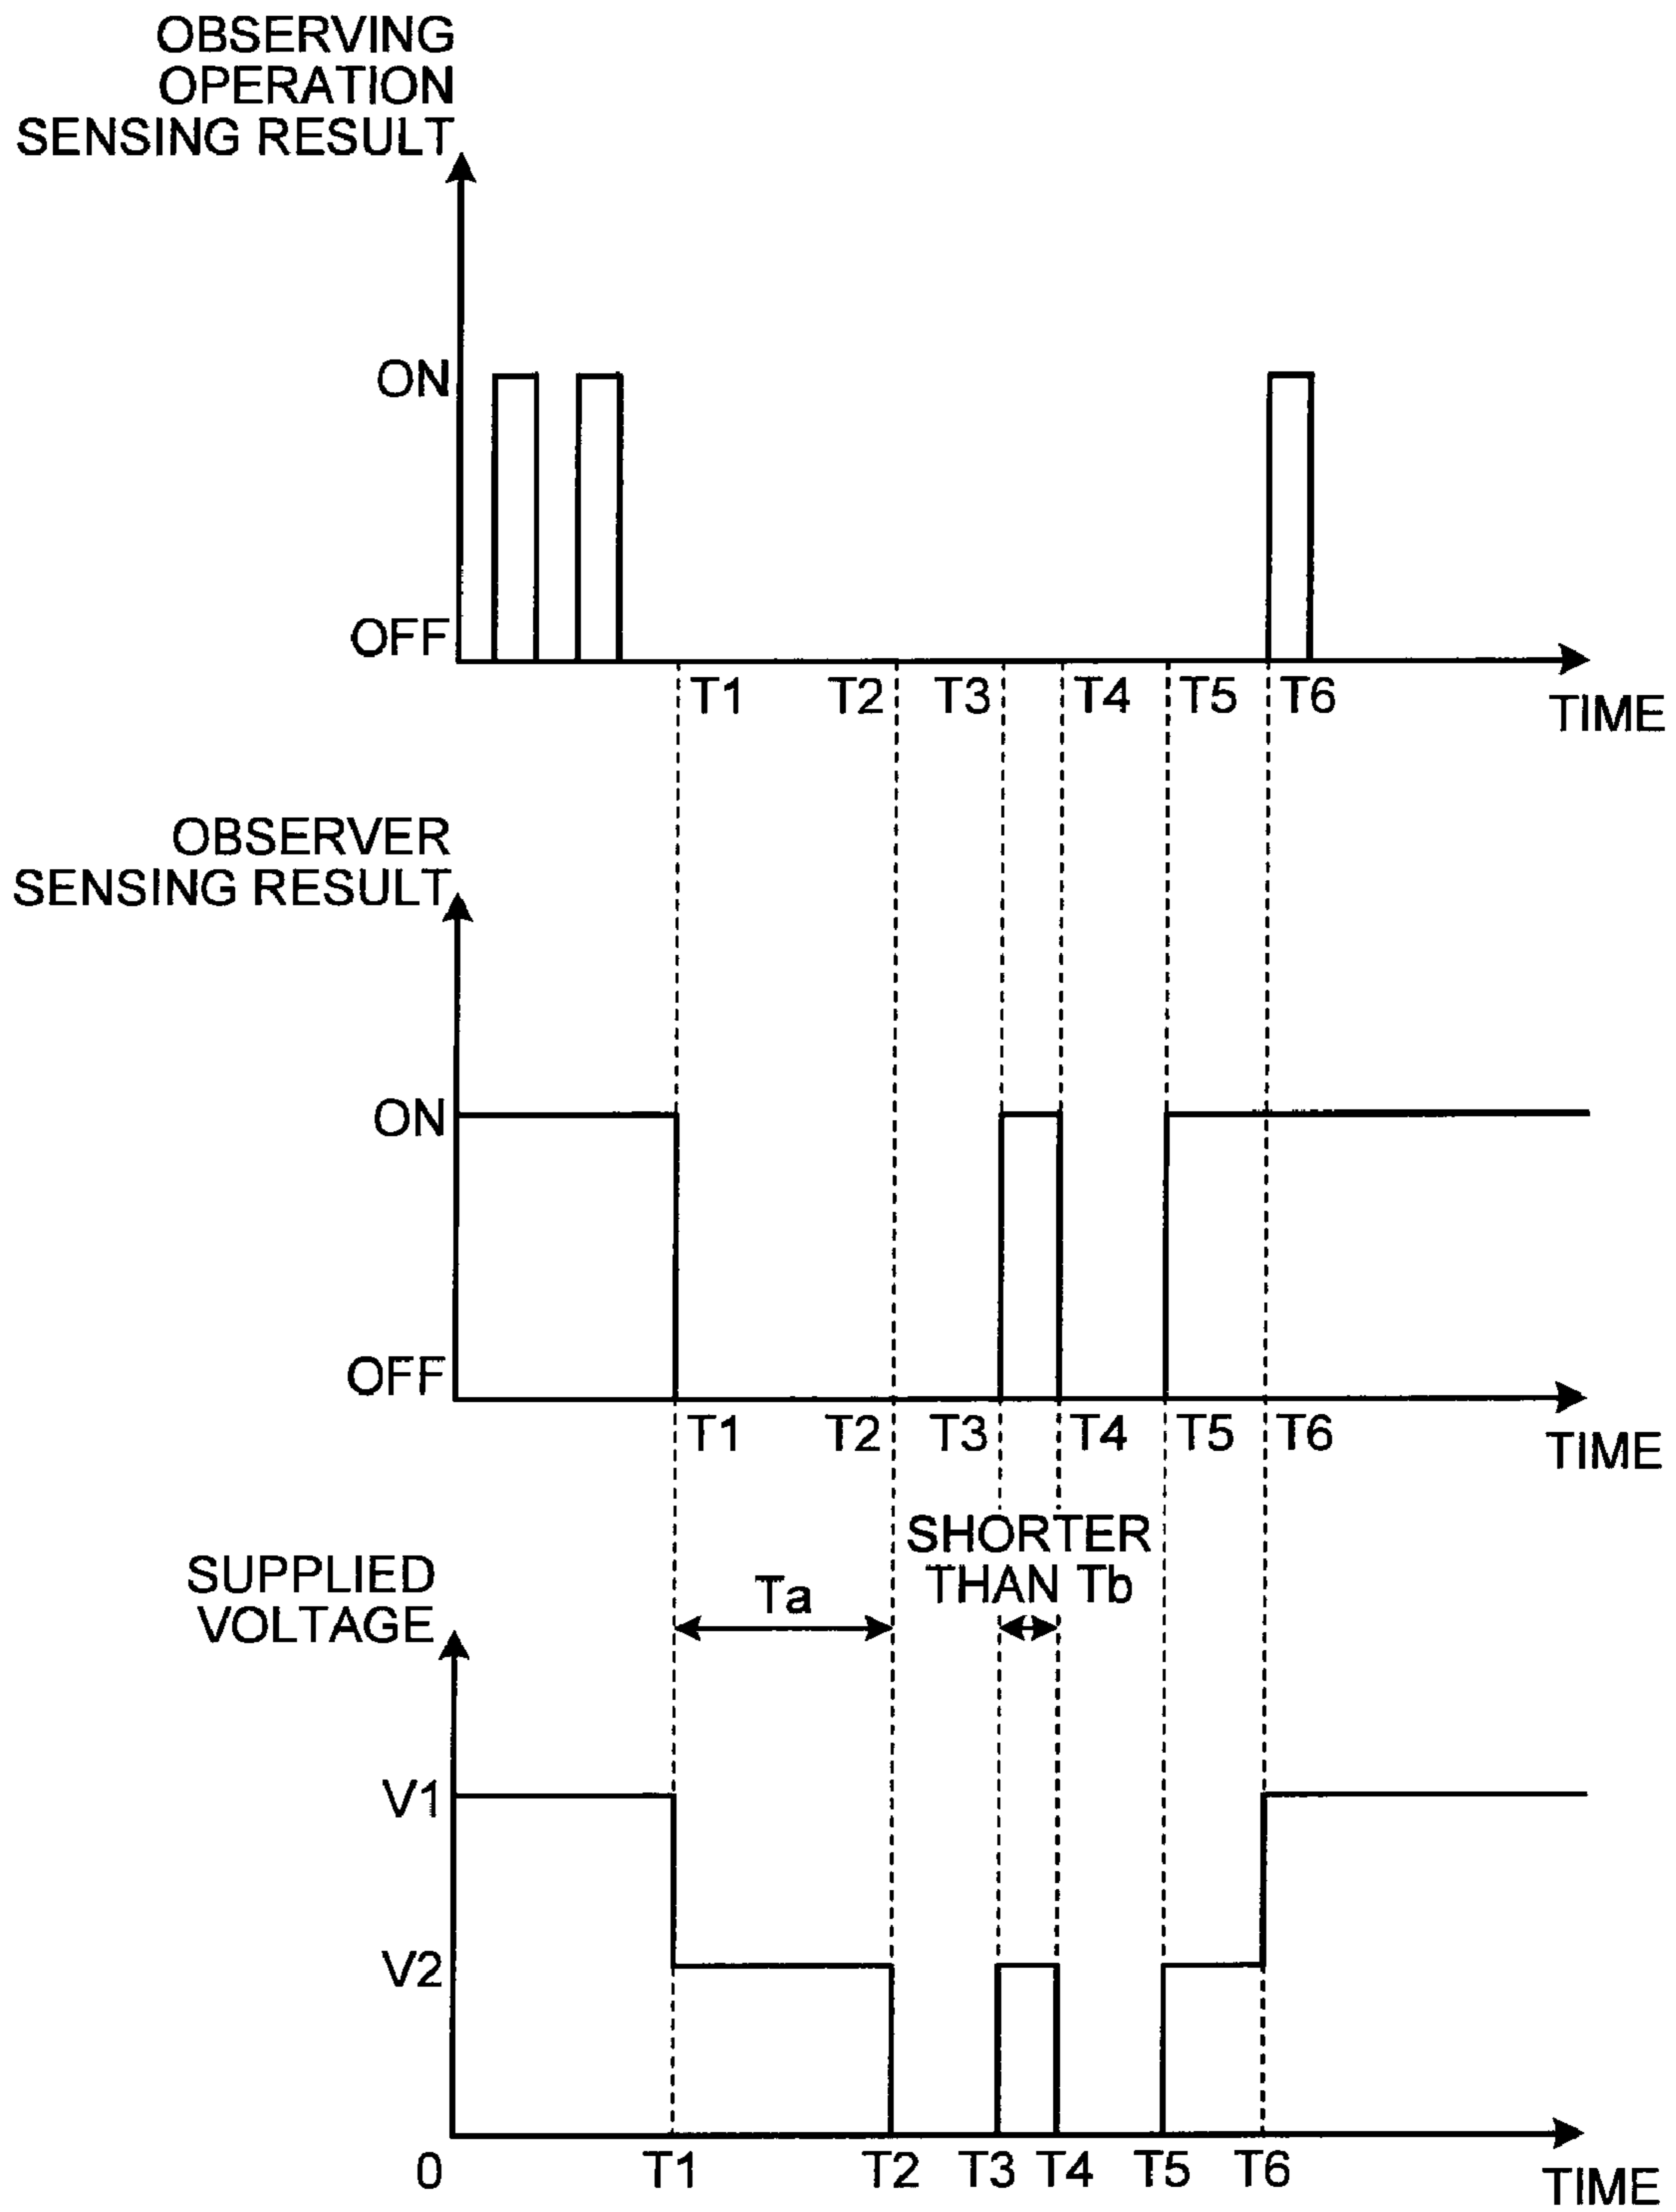 OBSERVING
OPERATION
SENSING RESULT
ON
OFF
T1 T2 T3 T4 T5 T6
TIME
OBSERVER
SENSING RESULT
ON
OFF
T1 T2 T3 T4 T5 T6
TIME
SHORTER
THAN Tb
Ta
SUPPLIED
VOLTAGE
V1
V2
0 T1 T2 T3 T4 T5 T6
TIME